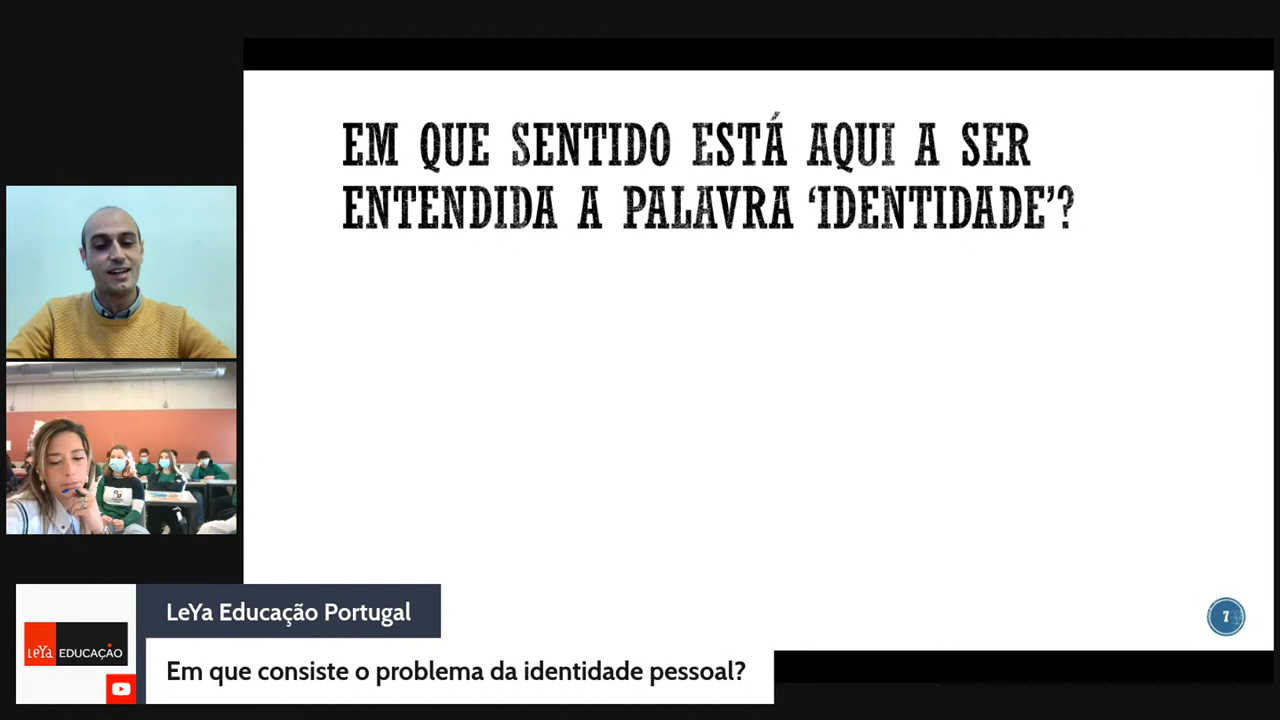 EM QUE SENTIDO ESTÁ AQUI A SER
ENTENDIDA A PALAVRA ‘IDENTIDADE’?
7
LeYa Educação Portugal
LeYa EDUCAÇÃO
Em que consiste o problema da identidade pessoal?